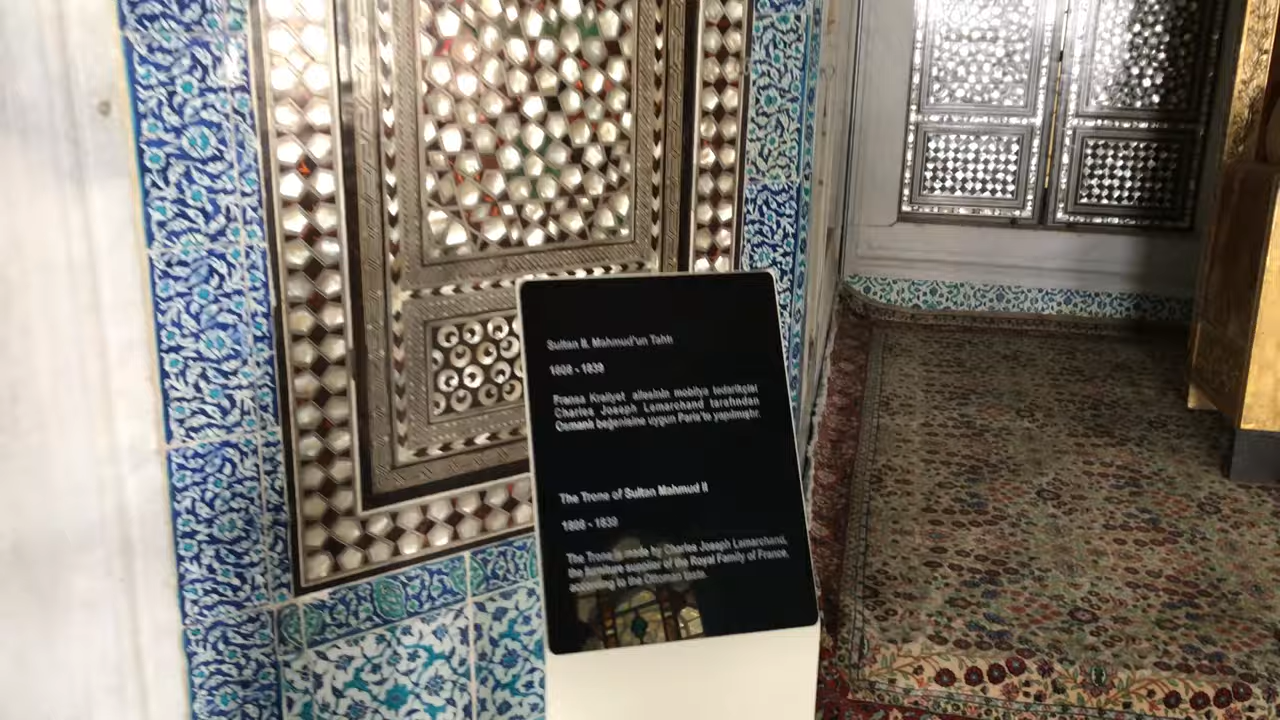 Sultan II. Mahmud'un Tahtı
1808 - 1839
Fransa Kraliyet ailesinin mobilya tedarikçisi
Charles Joseph Lemarchand tarafından
Osmanlı beğenisine uygun Paris'te yapılmıştır.
The Trone of Sultan Mahmud II
1808 - 1839
The Trone is made by Charles Joseph Lemarchand,
the furniture supplier of the Royal Family of France,
according to the Ottoman taste.